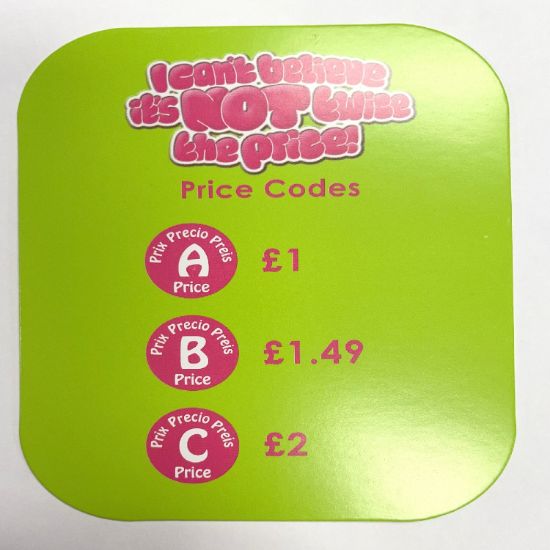 I can't believe
it's NOT twice
the price!
Price Codes
Prix Precio Preis
A
Price
£1
Prix Precio Preis
B
Price
£1.49
Prix Precio Preis
C
Price
£2